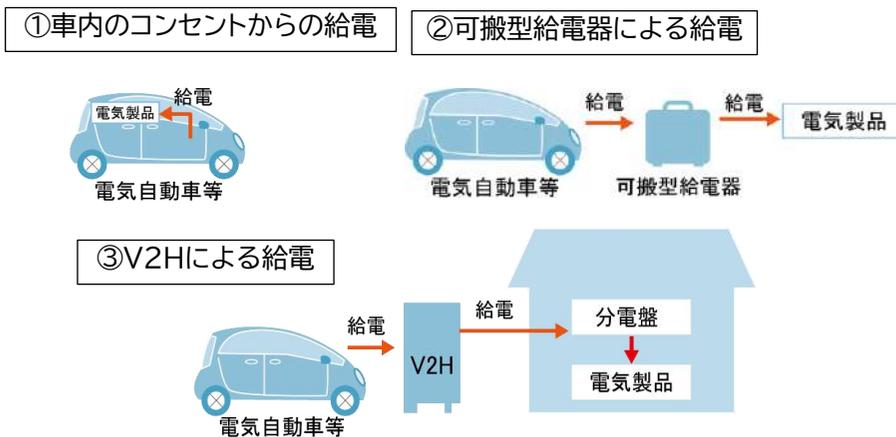 ①車内のコンセントからの給電
②可搬型給電器による給電
給電
電気製品
電気自動車等
給電
給電
電気製品
電気自動車等
可搬型給電器
③V2Hによる給電
給電
給電
分電盤
V2H
電気製品
電気自動車等